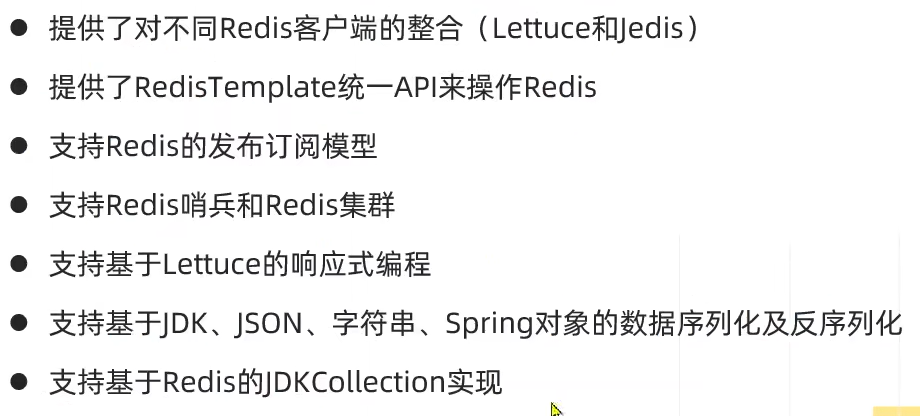 ● 提供了对不同Redis客户端的整合（Lettuce和Jedis）
● 提供了RedisTemplate统一API来操作Redis
● 支持Redis的发布订阅模型
● 支持Redis哨兵和Redis集群
● 支持基于Lettuce的响应式编程
● 支持基于JDK、JSON、字符串、Spring对象的数据序列化及反序列化
● 支持基于Redis的JDKCollection实现